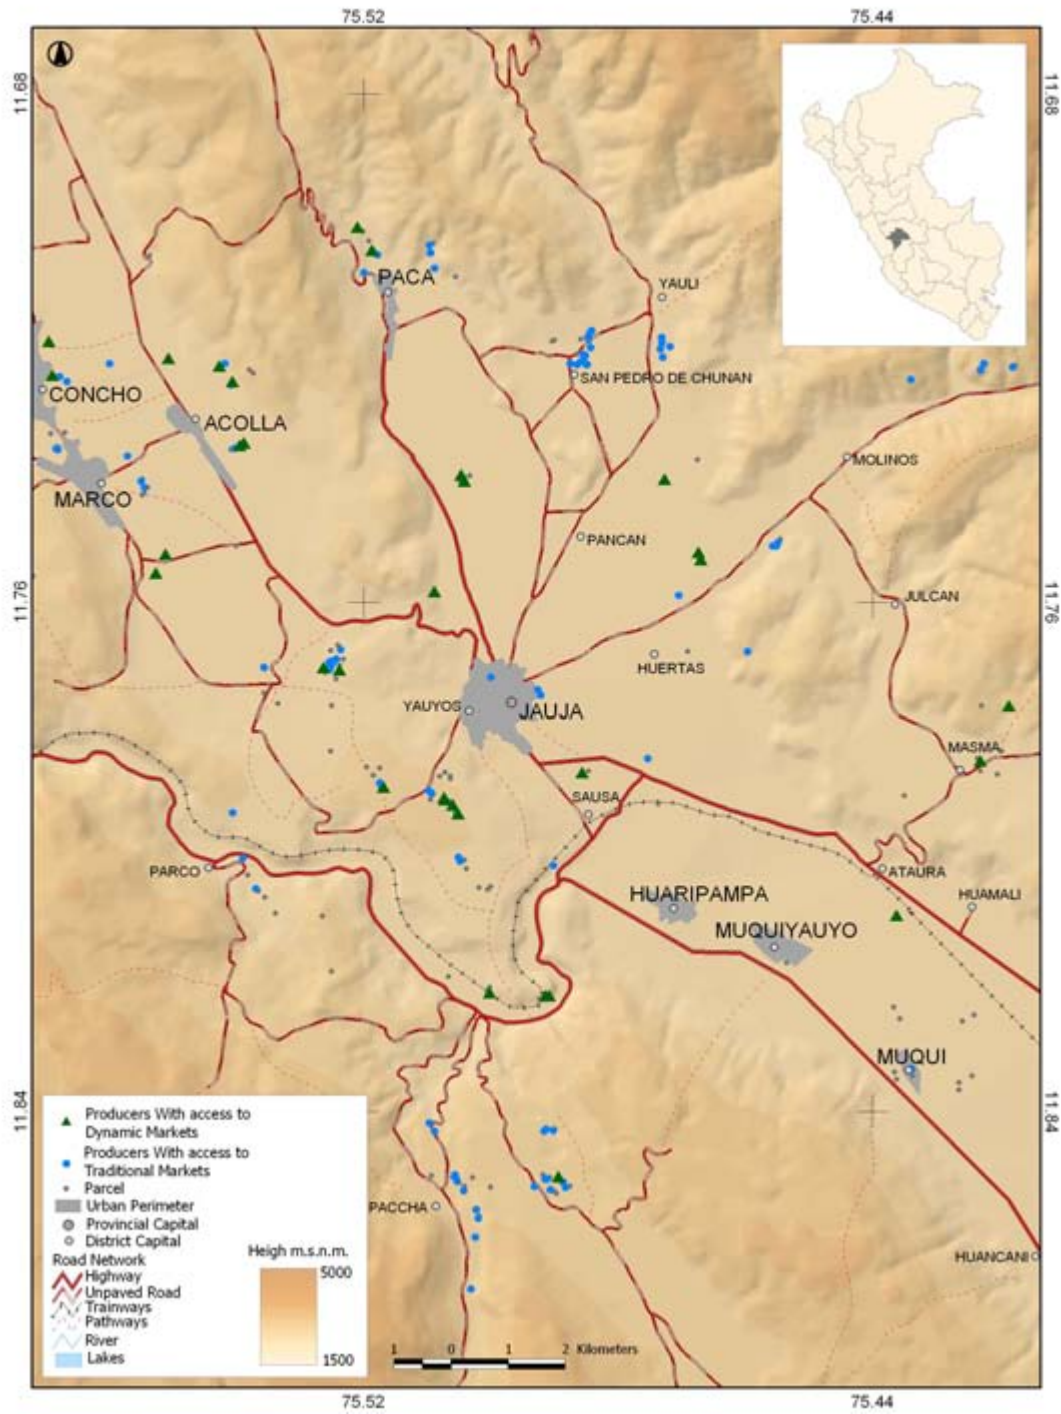 75.52
75.44
11.68
11.68
YAULI
PACA
SAN PEDRO DE CHUNAN
CONCHO
ACOLLA
MOLINOS
MARCO
PANCAN
11.76
11.76
JULCAN
HUERTAS
YAUYOS
JAUJA
MASMA
SAUSA
PARCO
ATAURA
HUARIPAMPA
HUAMALI
MUQUIYAUYO
MUQUI
11.84
11.84
PACCHA
HUANCANI
Producers With access to
Dynamic Markets
Producers With access to
Traditional Markets
Parcel
Urban Perimeter
Provincial Capital
District Capital
Road Network
Highway
Unpaved Road
Trainways
Pathways
River
Lakes
Heigh m.s.n.m.
5000
1500
1 0 1 2 Kilometers
75.52
75.44